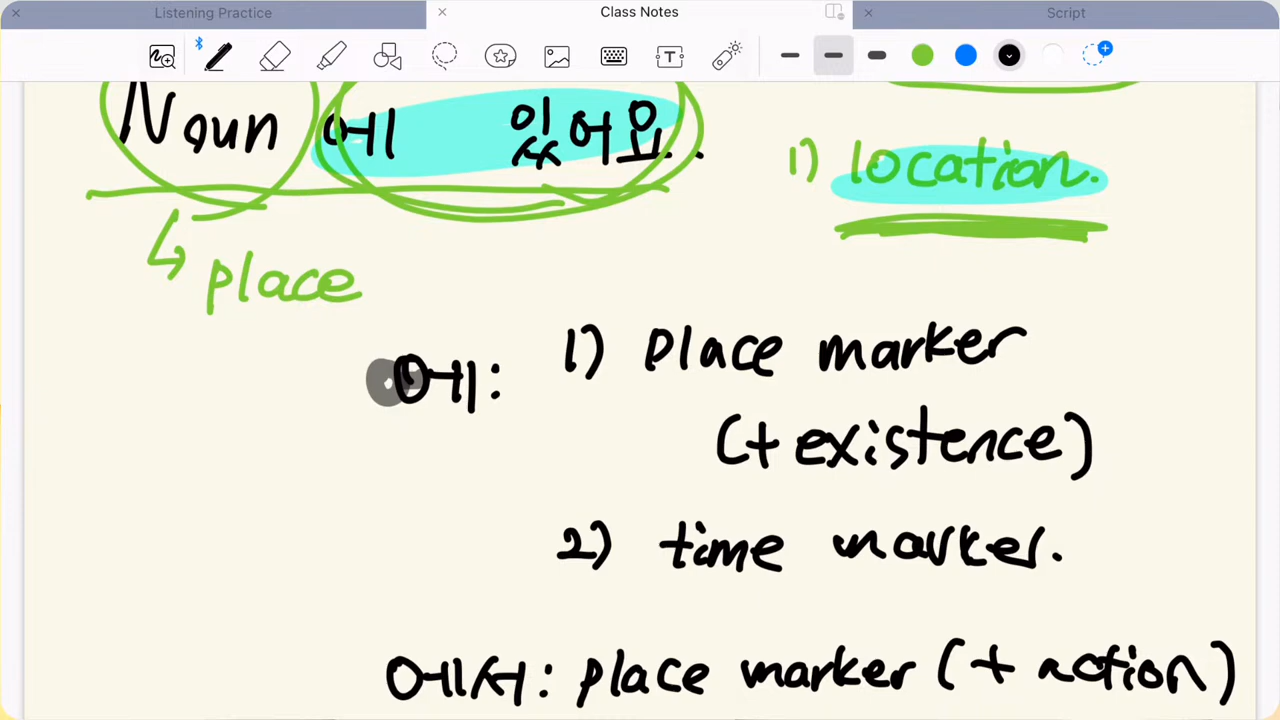 Listening Practice
Class Notes
Script
Noun 에 있어요.
1) location.
place
에: 1) place marker
(+ existence)
2) time marker.
에서: place marker (+ action)